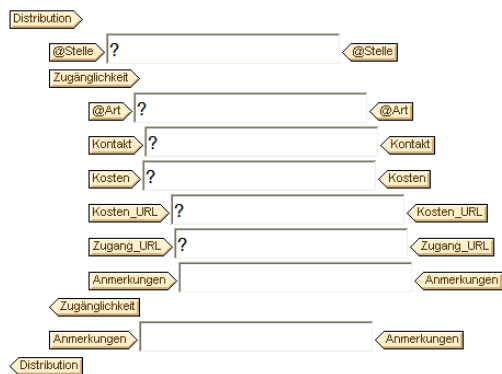 Distribution
@Stelle ? @Stelle
Zugänglichkeit
@Art ? @Art
Kontakt ? Kontakt
Kosten ? Kosten
Kosten_URL ? Kosten_URL
Zugang_URL ? Zugang_URL
Anmerkungen Anmerkungen
Zugänglichkeit
Anmerkungen Anmerkungen
Distribution